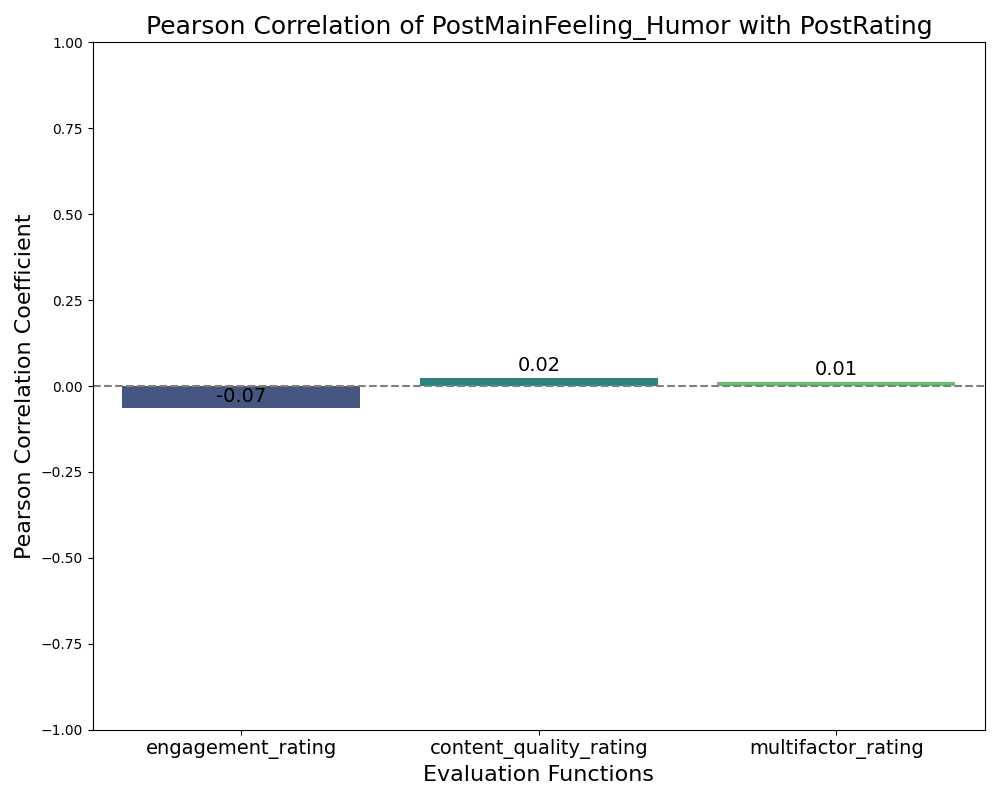 Pearson Correlation of PostMainFeeling_Humor with PostRating
Pearson Correlation Coefficient
1.00
0.75
0.50
0.25
0.00
−0.25
−0.50
−0.75
−1.00
-0.07
0.02
0.01
engagement_rating
content_quality_rating
multifactor_rating
Evaluation Functions